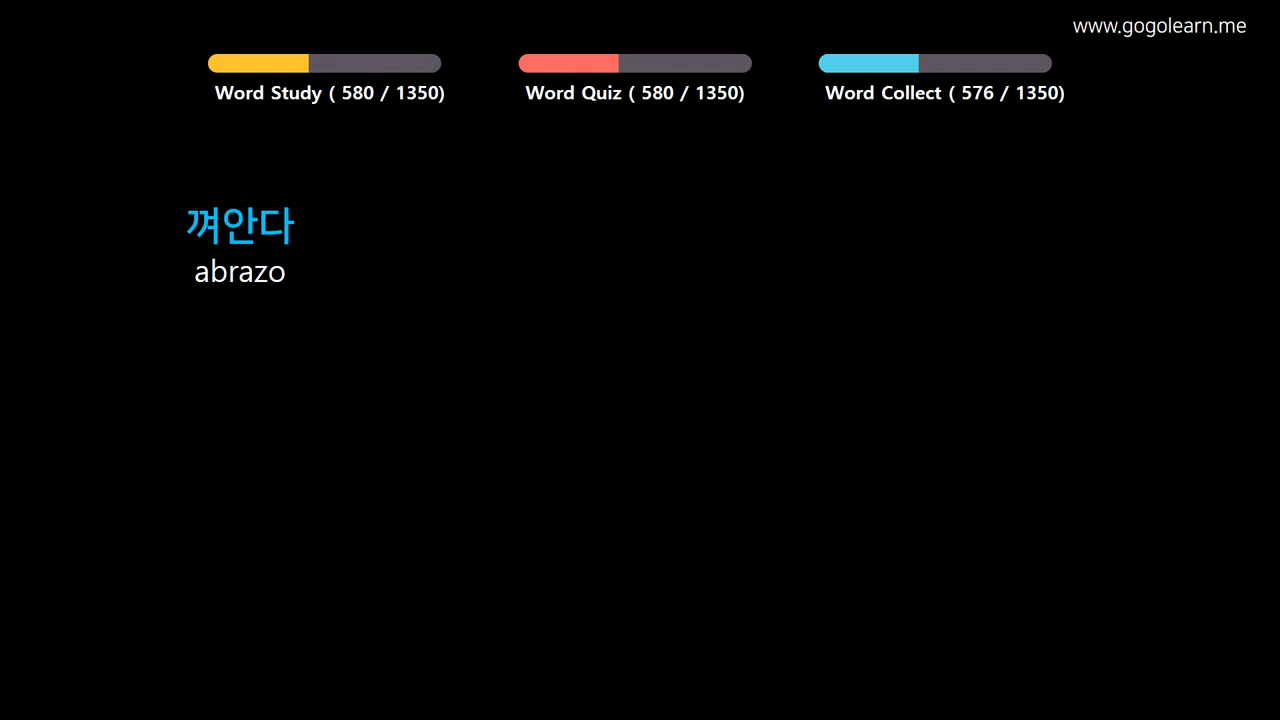 www.gogolearn.me
Word Study ( 580 / 1350)
Word Quiz ( 580 / 1350)
Word Collect ( 576 / 1350)
껴안다
abrazo